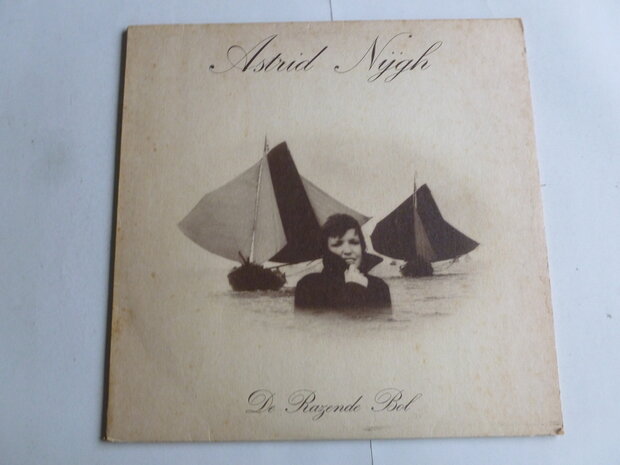 Astrid Nijgh
De Razende Bol